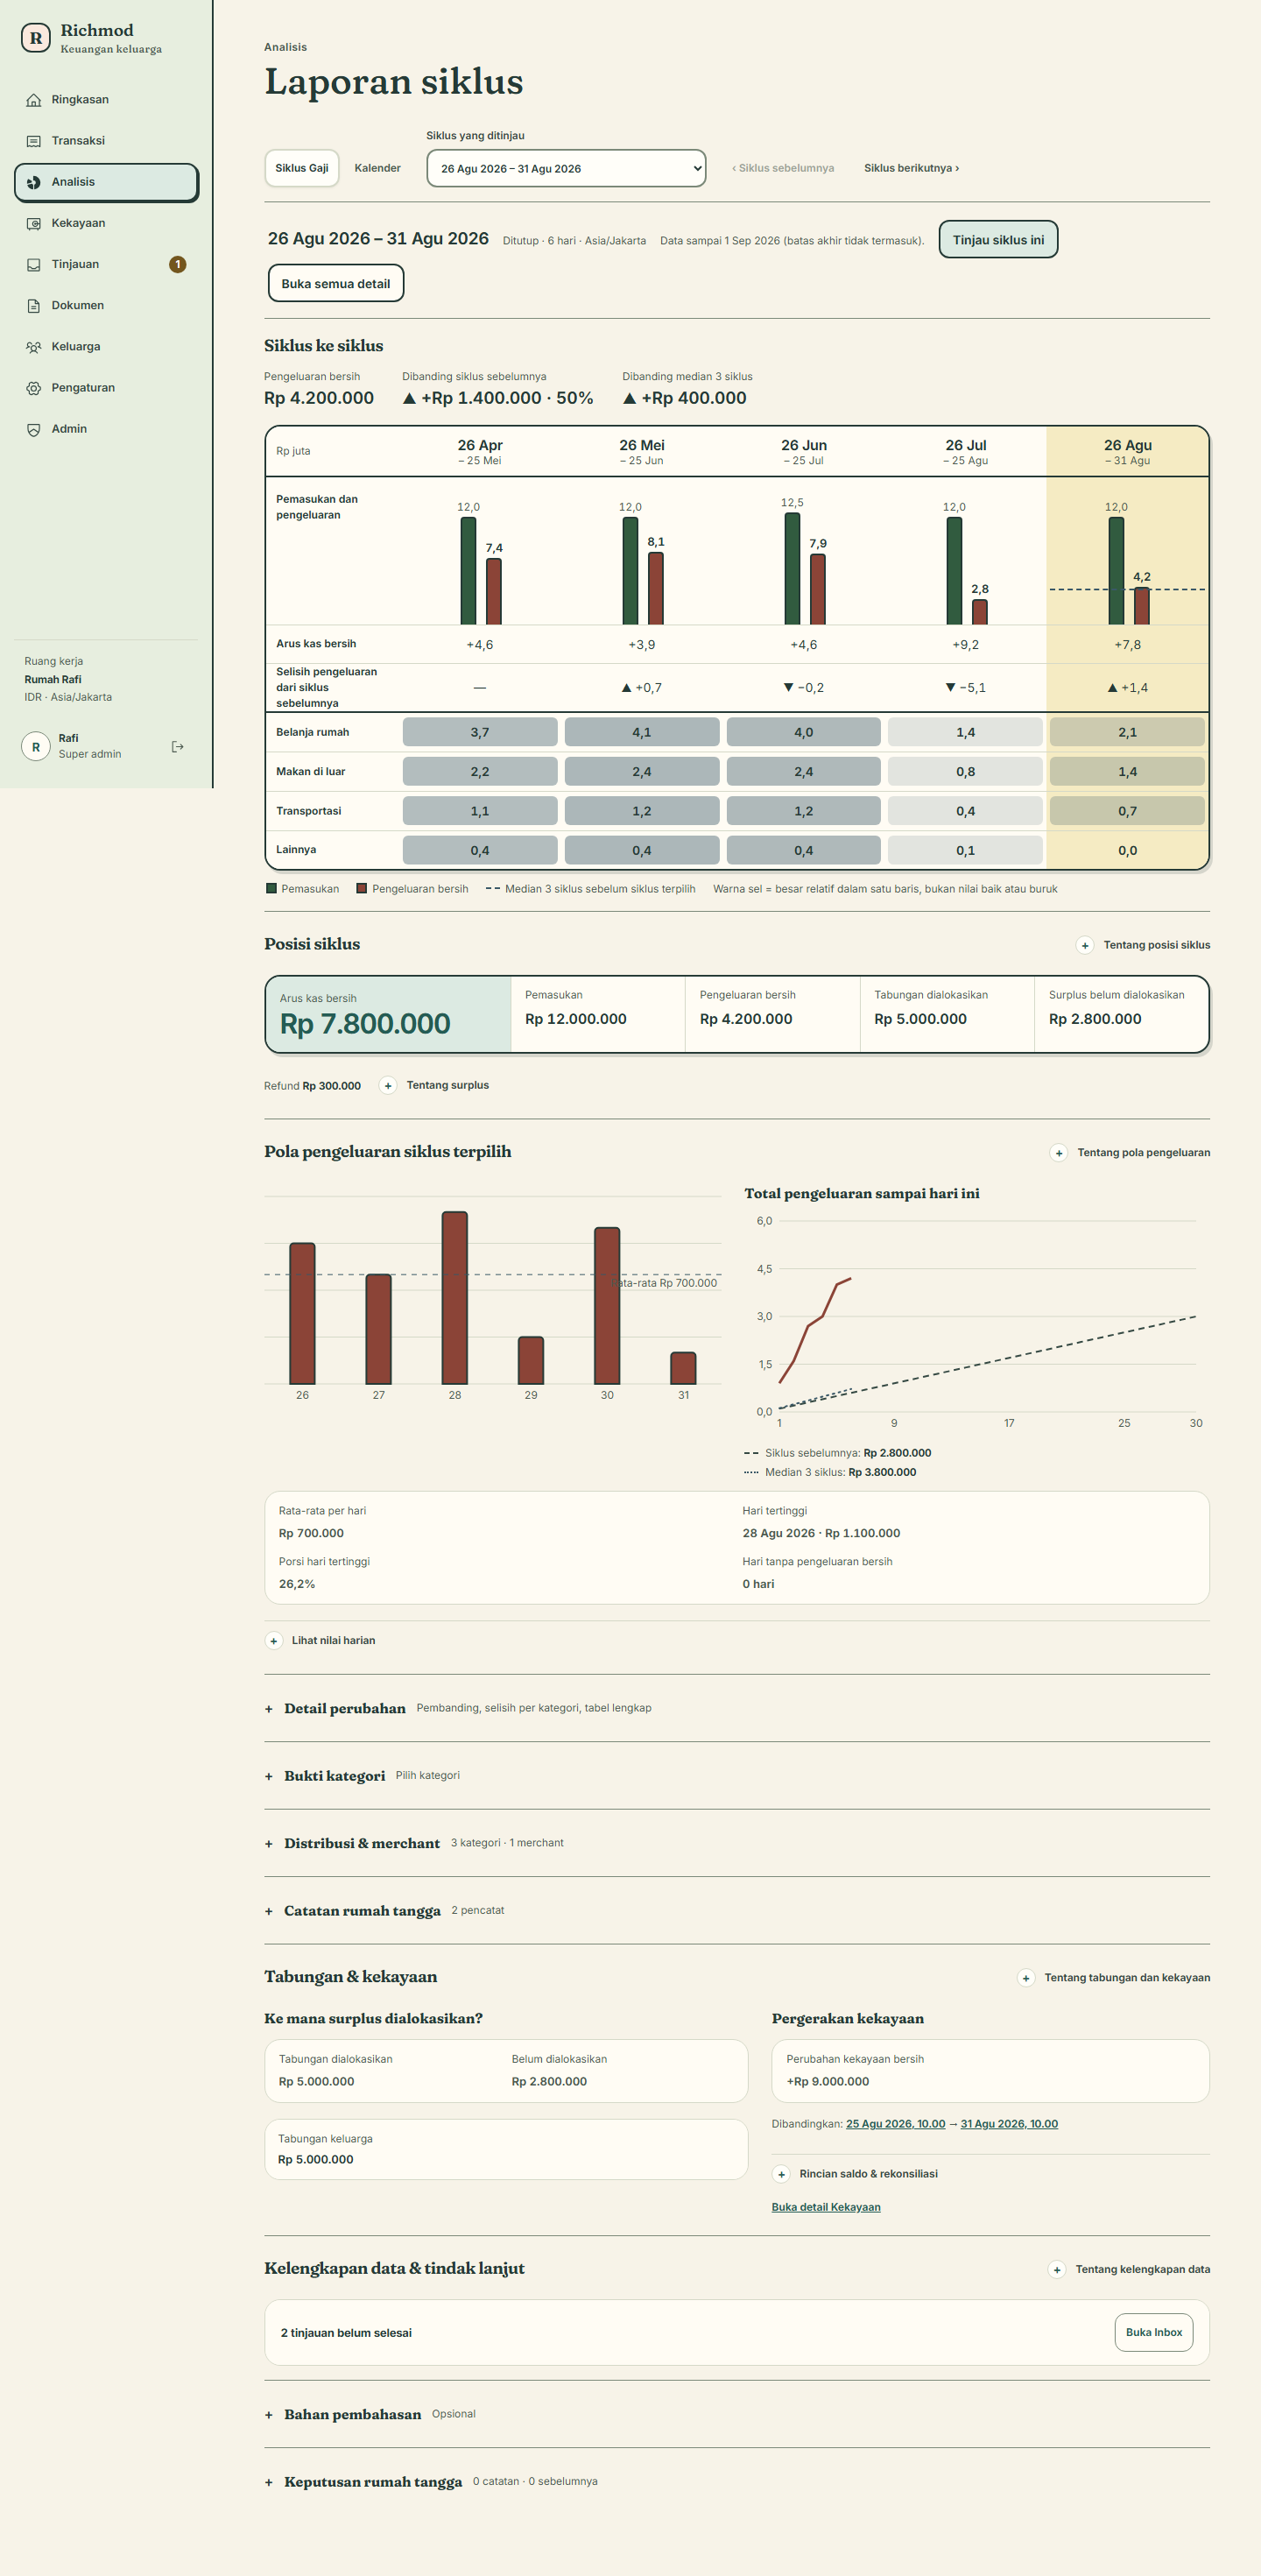 R
Richmod
Keuangan keluarga
Ringkasan
Transaksi
Analisis
Kekayaan
Tinjauan 1
Dokumen
Keluarga
Pengaturan
Admin
Ruang kerja
Rumah Rafi
IDR · Asia/Jakarta
R
Rafi
Super admin
Analisis
Laporan siklus
Siklus yang ditinjau
Siklus Gaji Kalender 26 Agu 2026 – 31 Agu 2026 ‹ Siklus sebelumnya Siklus berikutnya ›
26 Agu 2026 – 31 Agu 2026 Ditutup · 6 hari · Asia/Jakarta Data sampai 1 Sep 2026 (batas akhir tidak termasuk). Tinjau siklus ini
Buka semua detail
Siklus ke siklus
Pengeluaran bersih Dibanding siklus sebelumnya Dibanding median 3 siklus
Rp 4.200.000 ▲ +Rp 1.400.000 · 50% ▲ +Rp 400.000
Rp juta 26 Apr 26 Mei 26 Jun 26 Jul 26 Agu
– 25 Mei – 25 Jun – 25 Jul – 25 Agu – 31 Agu
Pemasukan dan
pengeluaran
12,0 7,4 12,0 8,1 12,5 7,9 12,0 2,8 12,0 4,2
Arus kas bersih +4,6 +3,9 +4,6 +9,2 +7,8
Selisih pengeluaran
dari siklus
sebelumnya
— ▲ +0,7 ▼ −0,2 ▼ −5,1 ▲ +1,4
Belanja rumah 3,7 4,1 4,0 1,4 2,1
Makan di luar 2,2 2,4 2,4 0,8 1,4
Transportasi 1,1 1,2 1,2 0,4 0,7
Lainnya 0,4 0,4 0,4 0,1 0,0
Pemasukan Pengeluaran bersih Median 3 siklus sebelum siklus terpilih Warna sel = besar relatif dalam satu baris, bukan nilai baik atau buruk
Posisi siklus + Tentang posisi siklus
Arus kas bersih Pemasukan Pengeluaran bersih Tabungan dialokasikan Surplus belum dialokasikan
Rp 7.800.000 Rp 12.000.000 Rp 4.200.000 Rp 5.000.000 Rp 2.800.000
Refund Rp 300.000 + Tentang surplus
Pola pengeluaran siklus terpilih + Tentang pola pengeluaran
ata-rata Rp 700.000
26 27 28 29 30 31
Total pengeluaran sampai hari ini
6,0
4,5
3,0
1,5
0,0
1 9 17 25 30
Siklus sebelumnya: Rp 2.800.000
Median 3 siklus: Rp 3.800.000
Rata-rata per hari Hari tertinggi
Rp 700.000 28 Agu 2026 · Rp 1.100.000
Porsi hari tertinggi Hari tanpa pengeluaran bersih
26,2% 0 hari
+ Lihat nilai harian
+ Detail perubahan Pembanding, selisih per kategori, tabel lengkap
+ Bukti kategori Pilih kategori
+ Distribusi & merchant 3 kategori · 1 merchant
+ Catatan rumah tangga 2 pencatat
Tabungan & kekayaan + Tentang tabungan dan kekayaan
Ke mana surplus dialokasikan?
Tabungan dialokasikan Belum dialokasikan
Rp 5.000.000 Rp 2.800.000
Tabungan keluarga
Rp 5.000.000
Pergerakan kekayaan
Perubahan kekayaan bersih
+Rp 9.000.000
Dibandingkan: 25 Agu 2026, 10.00 → 31 Agu 2026, 10.00
+ Rincian saldo & rekonsiliasi
Buka detail Kekayaan
Kelengkapan data & tindak lanjut + Tentang kelengkapan data
2 tinjauan belum selesai Buka Inbox
+ Bahan pembahasan Opsional
+ Keputusan rumah tangga 0 catatan · 0 sebelumnya